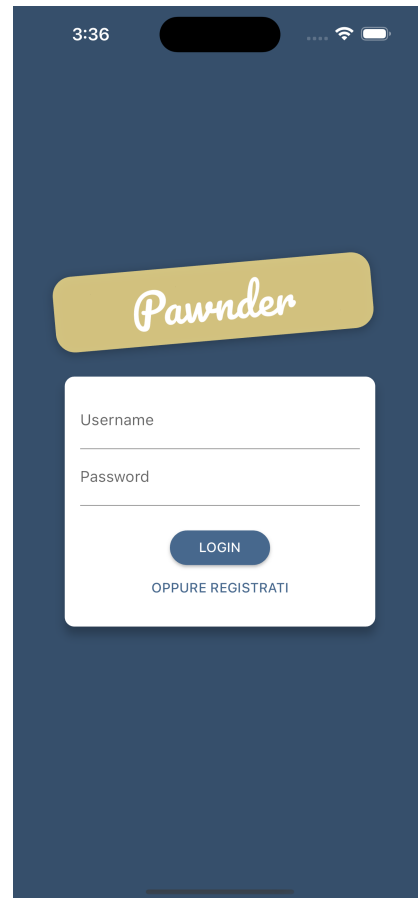 3:36
Pawnder
Username
Password
LOGIN
OPPURE REGISTRATI